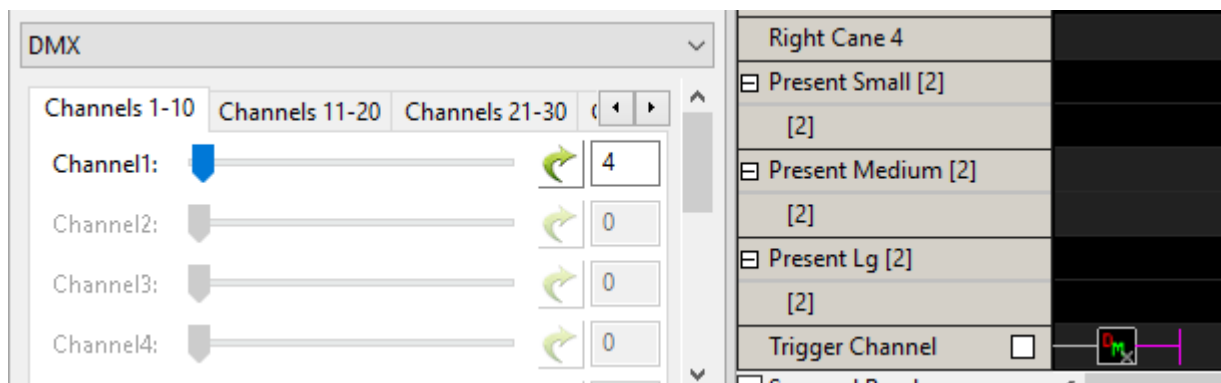 DMX
Channels 1-10
Channels 11-20
Channels 21-30
Channel1:
4
Channel2:
0
Channel3:
0
Channel4:
0
Right Cane 4
Present Small [2]
[2]
Present Medium [2]
[2]
Present Lg [2]
[2]
Trigger Channel
DMX